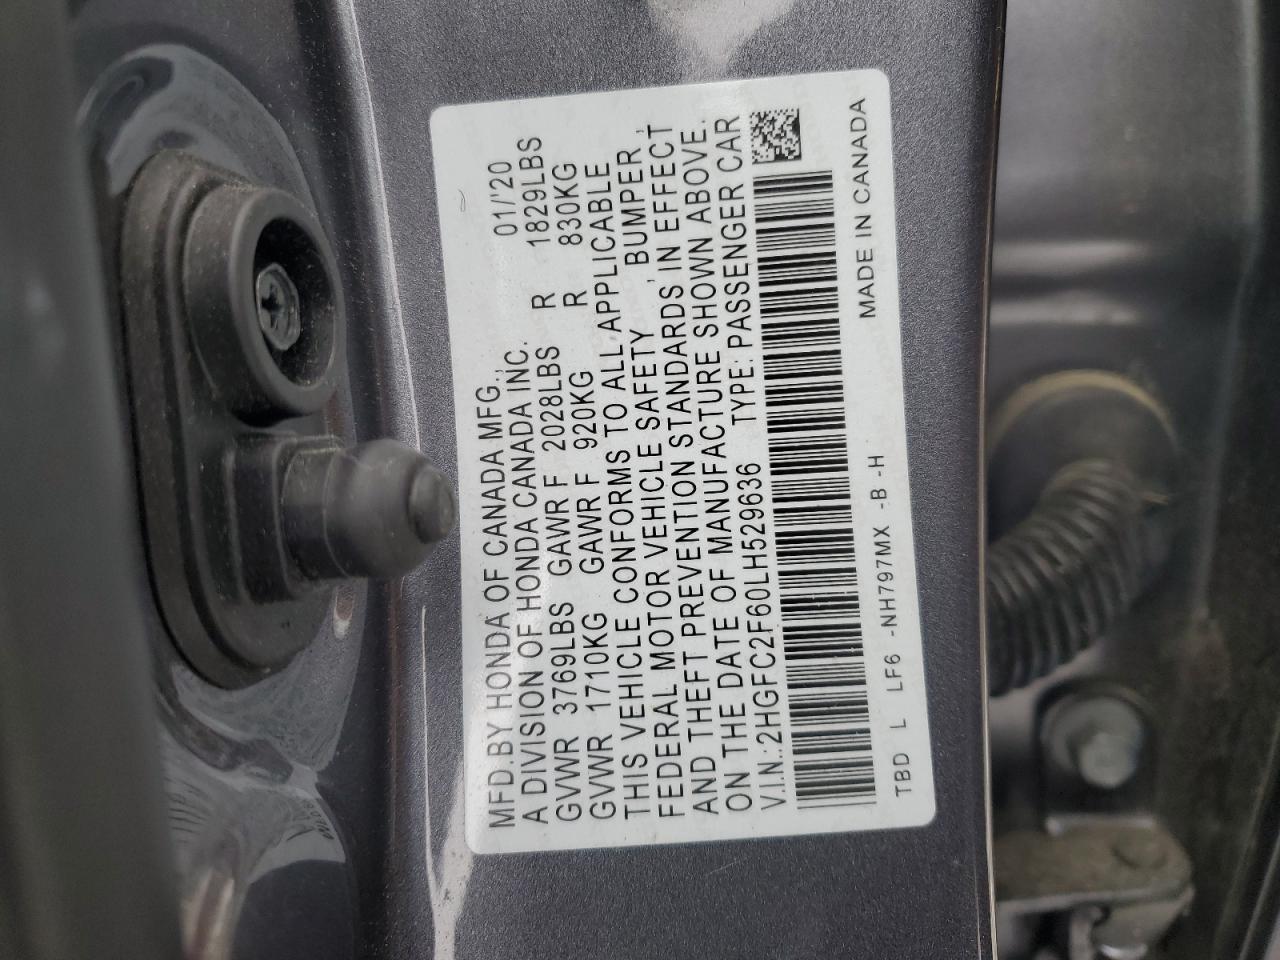 MFD.BY HONDA OF CANADA MFG., 01/'20
A DIVISION OF HONDA CANADA INC.
GVWR 3769LBS GAWR F 2028LBS R 1829LBS
GVWR 1710KG GAWR F 920KG R 830KG
THIS VEHICLE CONFORMS TO ALL APPLICABLE
FEDERAL MOTOR VEHICLE SAFETY, BUMPER,
AND THEFT PREVENTION STANDARDS IN EFFECT
ON THE DATE OF MANUFACTURE SHOWN ABOVE.
V.I.N.:2HGFC2F60LH529636 TYPE: PASSENGER CAR
TBD L LF6 -NH797MX -B -H MADE IN CANADA